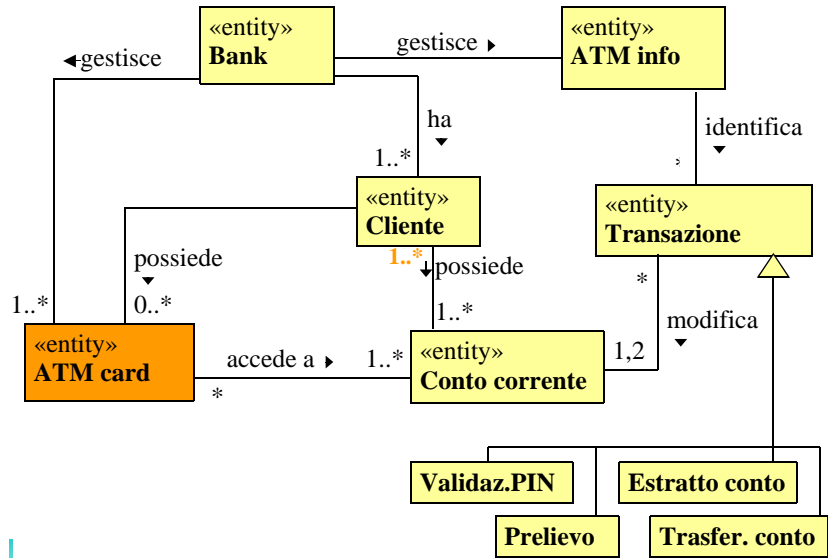 «entity»
Bank
gestisce
«entity»
ATM info
gestisce
ha
1..*
identifica
*
«entity»
Cliente
«entity»
Transazione
possiede
1..*
possiede
1..*
0..*
1..*
*
modifica
«entity»
ATM card
accede a
1..*
*
«entity»
Conto corrente
1,2
Validaz.PIN
Estratto conto
Prelievo
Trasfer. conto